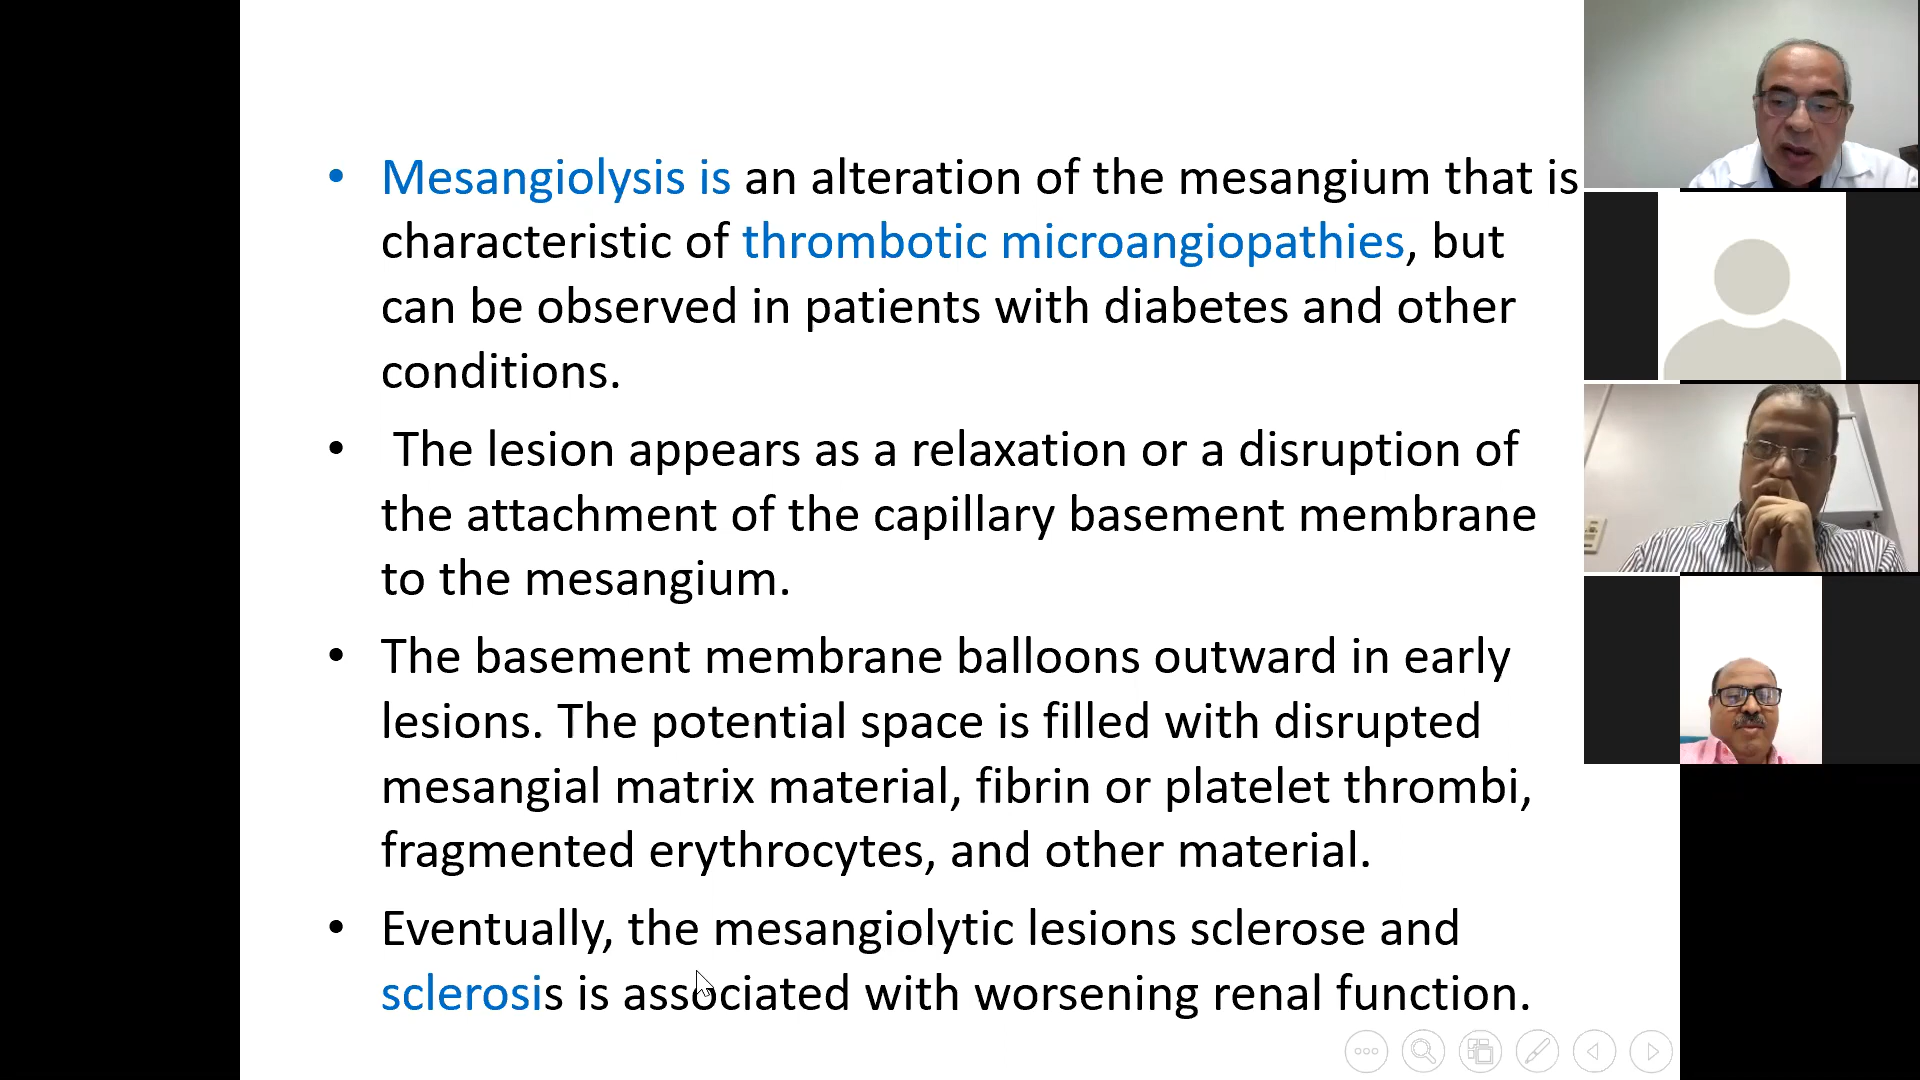 • Mesangiolysis is an alteration of the mesangium that is
characteristic of thrombotic microangiopathies, but
can be observed in patients with diabetes and other
conditions.
• The lesion appears as a relaxation or a disruption of
the attachment of the capillary basement membrane
to the mesangium.
• The basement membrane balloons outward in early
lesions. The potential space is filled with disrupted
mesangial matrix material, fibrin or platelet thrombi,
fragmented erythrocytes, and other material.
• Eventually, the mesangiolytic lesions sclerose and
sclerosis is associated with worsening renal function.